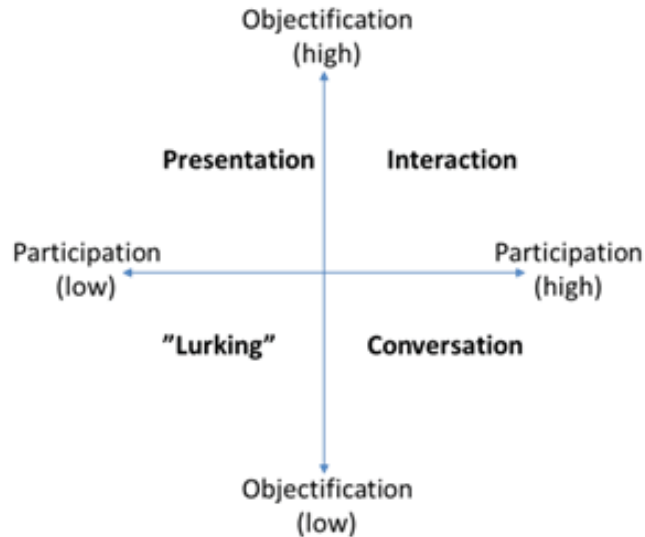 Objectification
(high)
Presentation
Interaction
Participation
(low)
Participation
(high)
”Lurking”
Conversation
Objectification
(low)